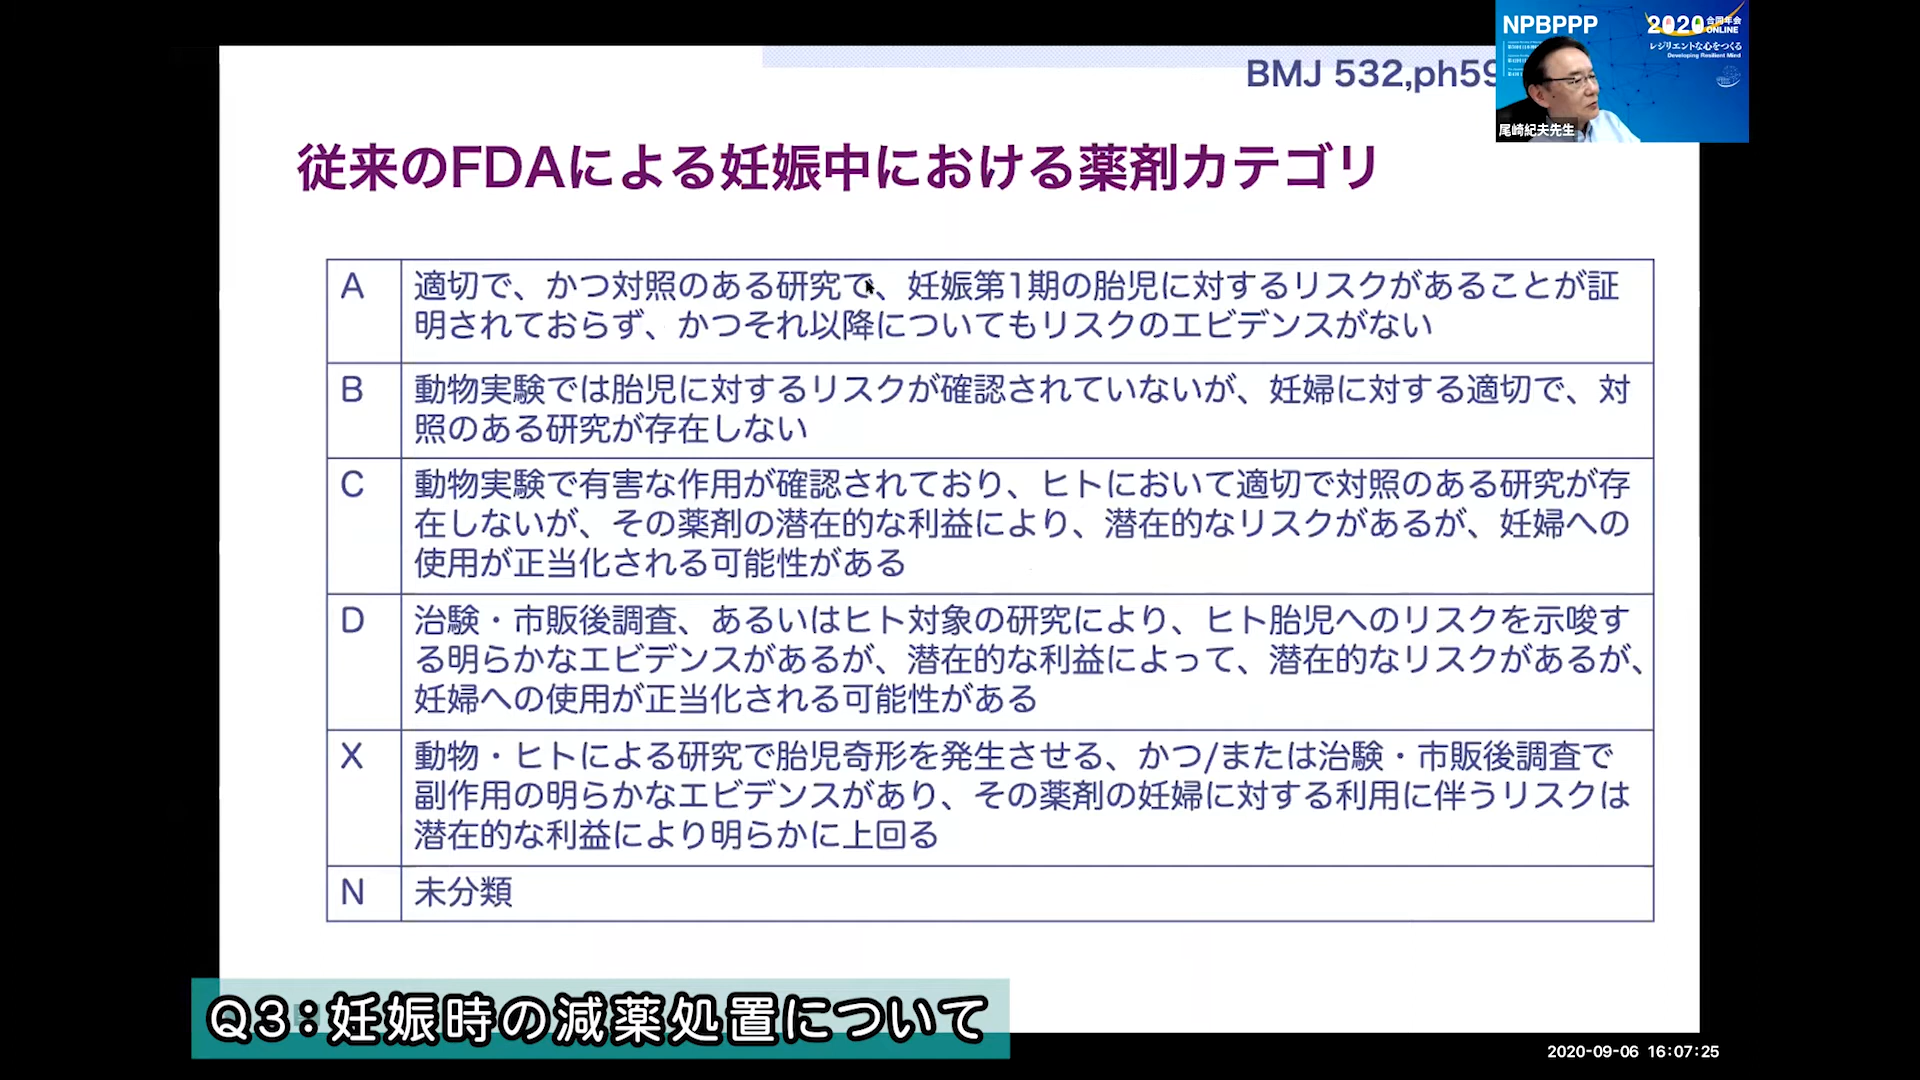 BMJ 532,ph59
NPBPPP
2020 合同年会
ONLINE
レジリエントな心をつくる
Developing Resilient Mind
尾崎紀夫先生
従来のFDAによる妊娠中における薬剤カテゴリ
A
適切で、かつ対照のある研究で、妊娠第1期の胎児に対するリスクがあることが証
明されておらず、かつそれ以降についてもリスクのエビデンスがない
B
動物実験では胎児に対するリスクが確認されていないが、妊婦に対する適切で、対
照のある研究が存在しない
C
動物実験で有害な作用が確認されており、ヒトにおいて適切で対照のある研究が存
在しないが、その薬剤の潜在的な利益により、潜在的なリスクがあるが、妊婦への
使用が正当化される可能性がある
D
治験・市販後調査、あるいはヒト対象の研究により、ヒト胎児へのリスクを示唆す
る明らかなエビデンスがあるが、潜在的な利益によって、潜在的なリスクがあるが、
妊婦への使用が正当化される可能性がある
X
動物・ヒトによる研究で胎児奇形を発生させる、かつ/または治験・市販後調査で
副作用の明らかなエビデンスがあり、その薬剤の妊婦に対する利用に伴うリスクは
潜在的な利益により明らかに上回る
N
未分類
Q3:妊娠時の減薬処置について
2020-09-06 16:07:25